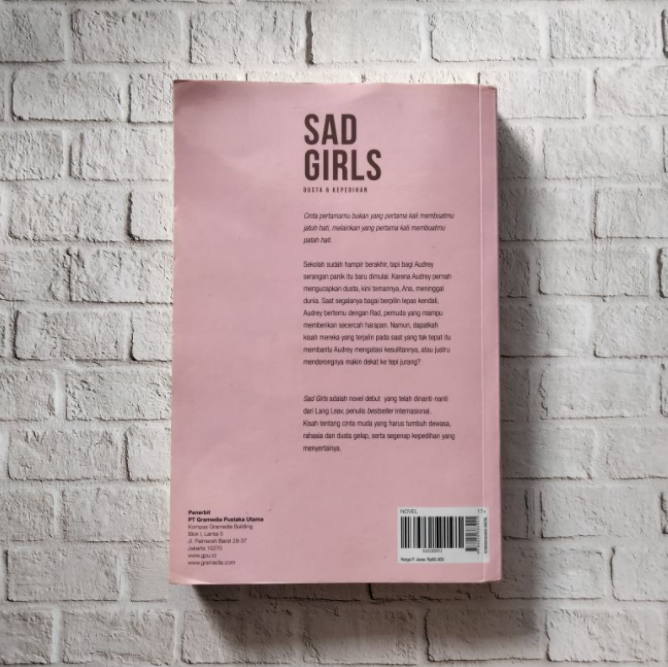 SAD
GIRLS
DUSTA & KEPEDIHAN
Cinta pertamamu bukan yang pertama kali membuatmu
jatuh hati, melainkan yang pertama kali membuatmu
patah hati.
Sekolah sudah hampir berakhir, tapi bagi Audrey
serangan panik itu baru dimulai. Karena Audrey pernah
mengucapkan dusta, kini temannya, Ana, meninggal
dunia. Saat segalanya bagai berpilin lepas kendali,
Audrey bertemu dengan Rad, pemuda yang mampu
memberikan secercah harapan. Namun, dapatkah
kisah mereka yang terjalin pada saat yang tak tepat itu
membantu Audrey mengatasi kesulitannya, atau justru
mendorongnya makin dekat ke tepi jurang?
Sad Girls adalah novel debut yang telah dinanti-nanti
dari Lang Leav, penulis bestseller internasional.
Kisah tentang cinta muda yang harus tumbuh dewasa,
rahasia dan dusta gelap, serta segenap kepedihan yang
menyertainya.
Penerbit
PT Gramedia Pustaka Utama
Kompas Gramedia Building
Blok I, Lantai 5
Jl. Palmerah Barat 29-37
Jakarta 10270
www.gpu.id
www.gramedia.com
NOVEL 17+
Harga P. Jawa: